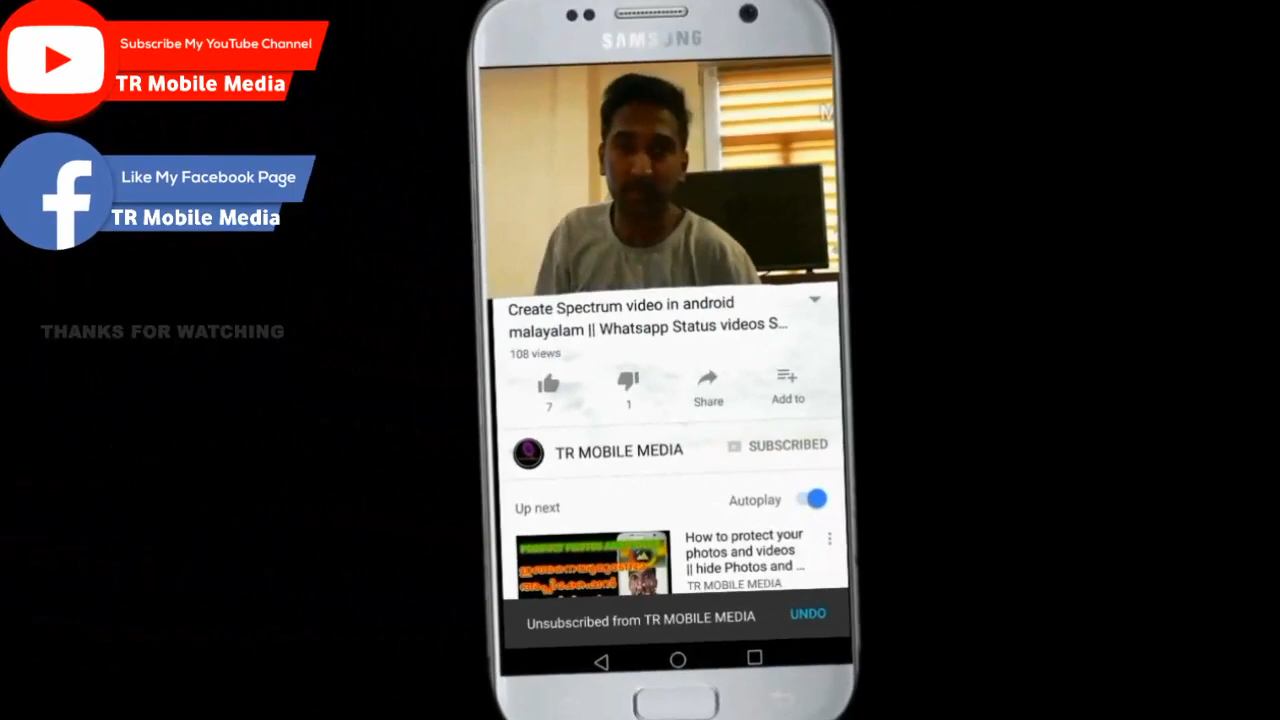 Subscribe My YouTube Channel
TR Mobile Media
Like My Facebook Page
TR Mobile Media
THANKS FOR WATCHING
SAMSUNG
Create Spectrum video in android
malayalam || Whatsapp Status videos S...
108 views
7
1
Share
Add to
TR MOBILE MEDIA
SUBSCRIBED
Up next
Autoplay
How to protect your
photos and videos
|| hide Photos and ...
TR MOBILE MEDIA
Unsubscribed from TR MOBILE MEDIA
UNDO